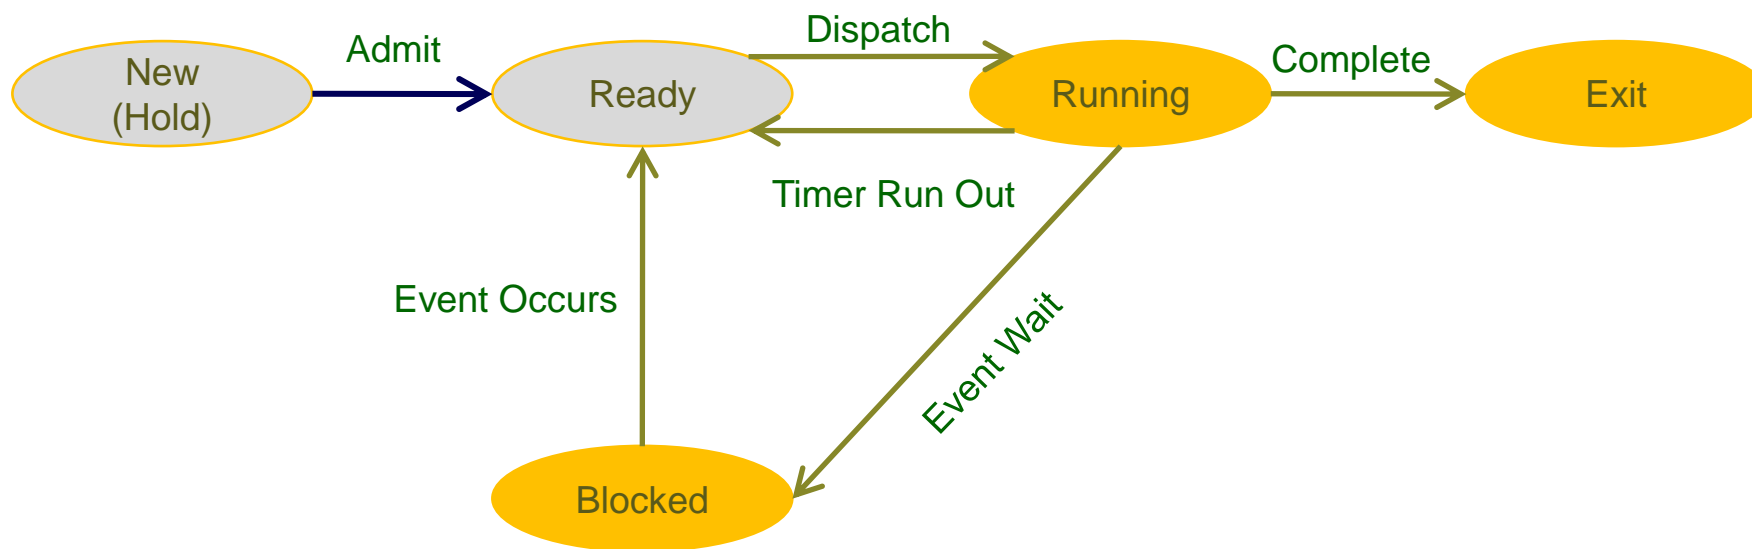 Dispatch
Admit
Complete
New
(Hold)
Ready
Running
Exit
Timer Run Out
Event Occurs
Event Wait
Blocked